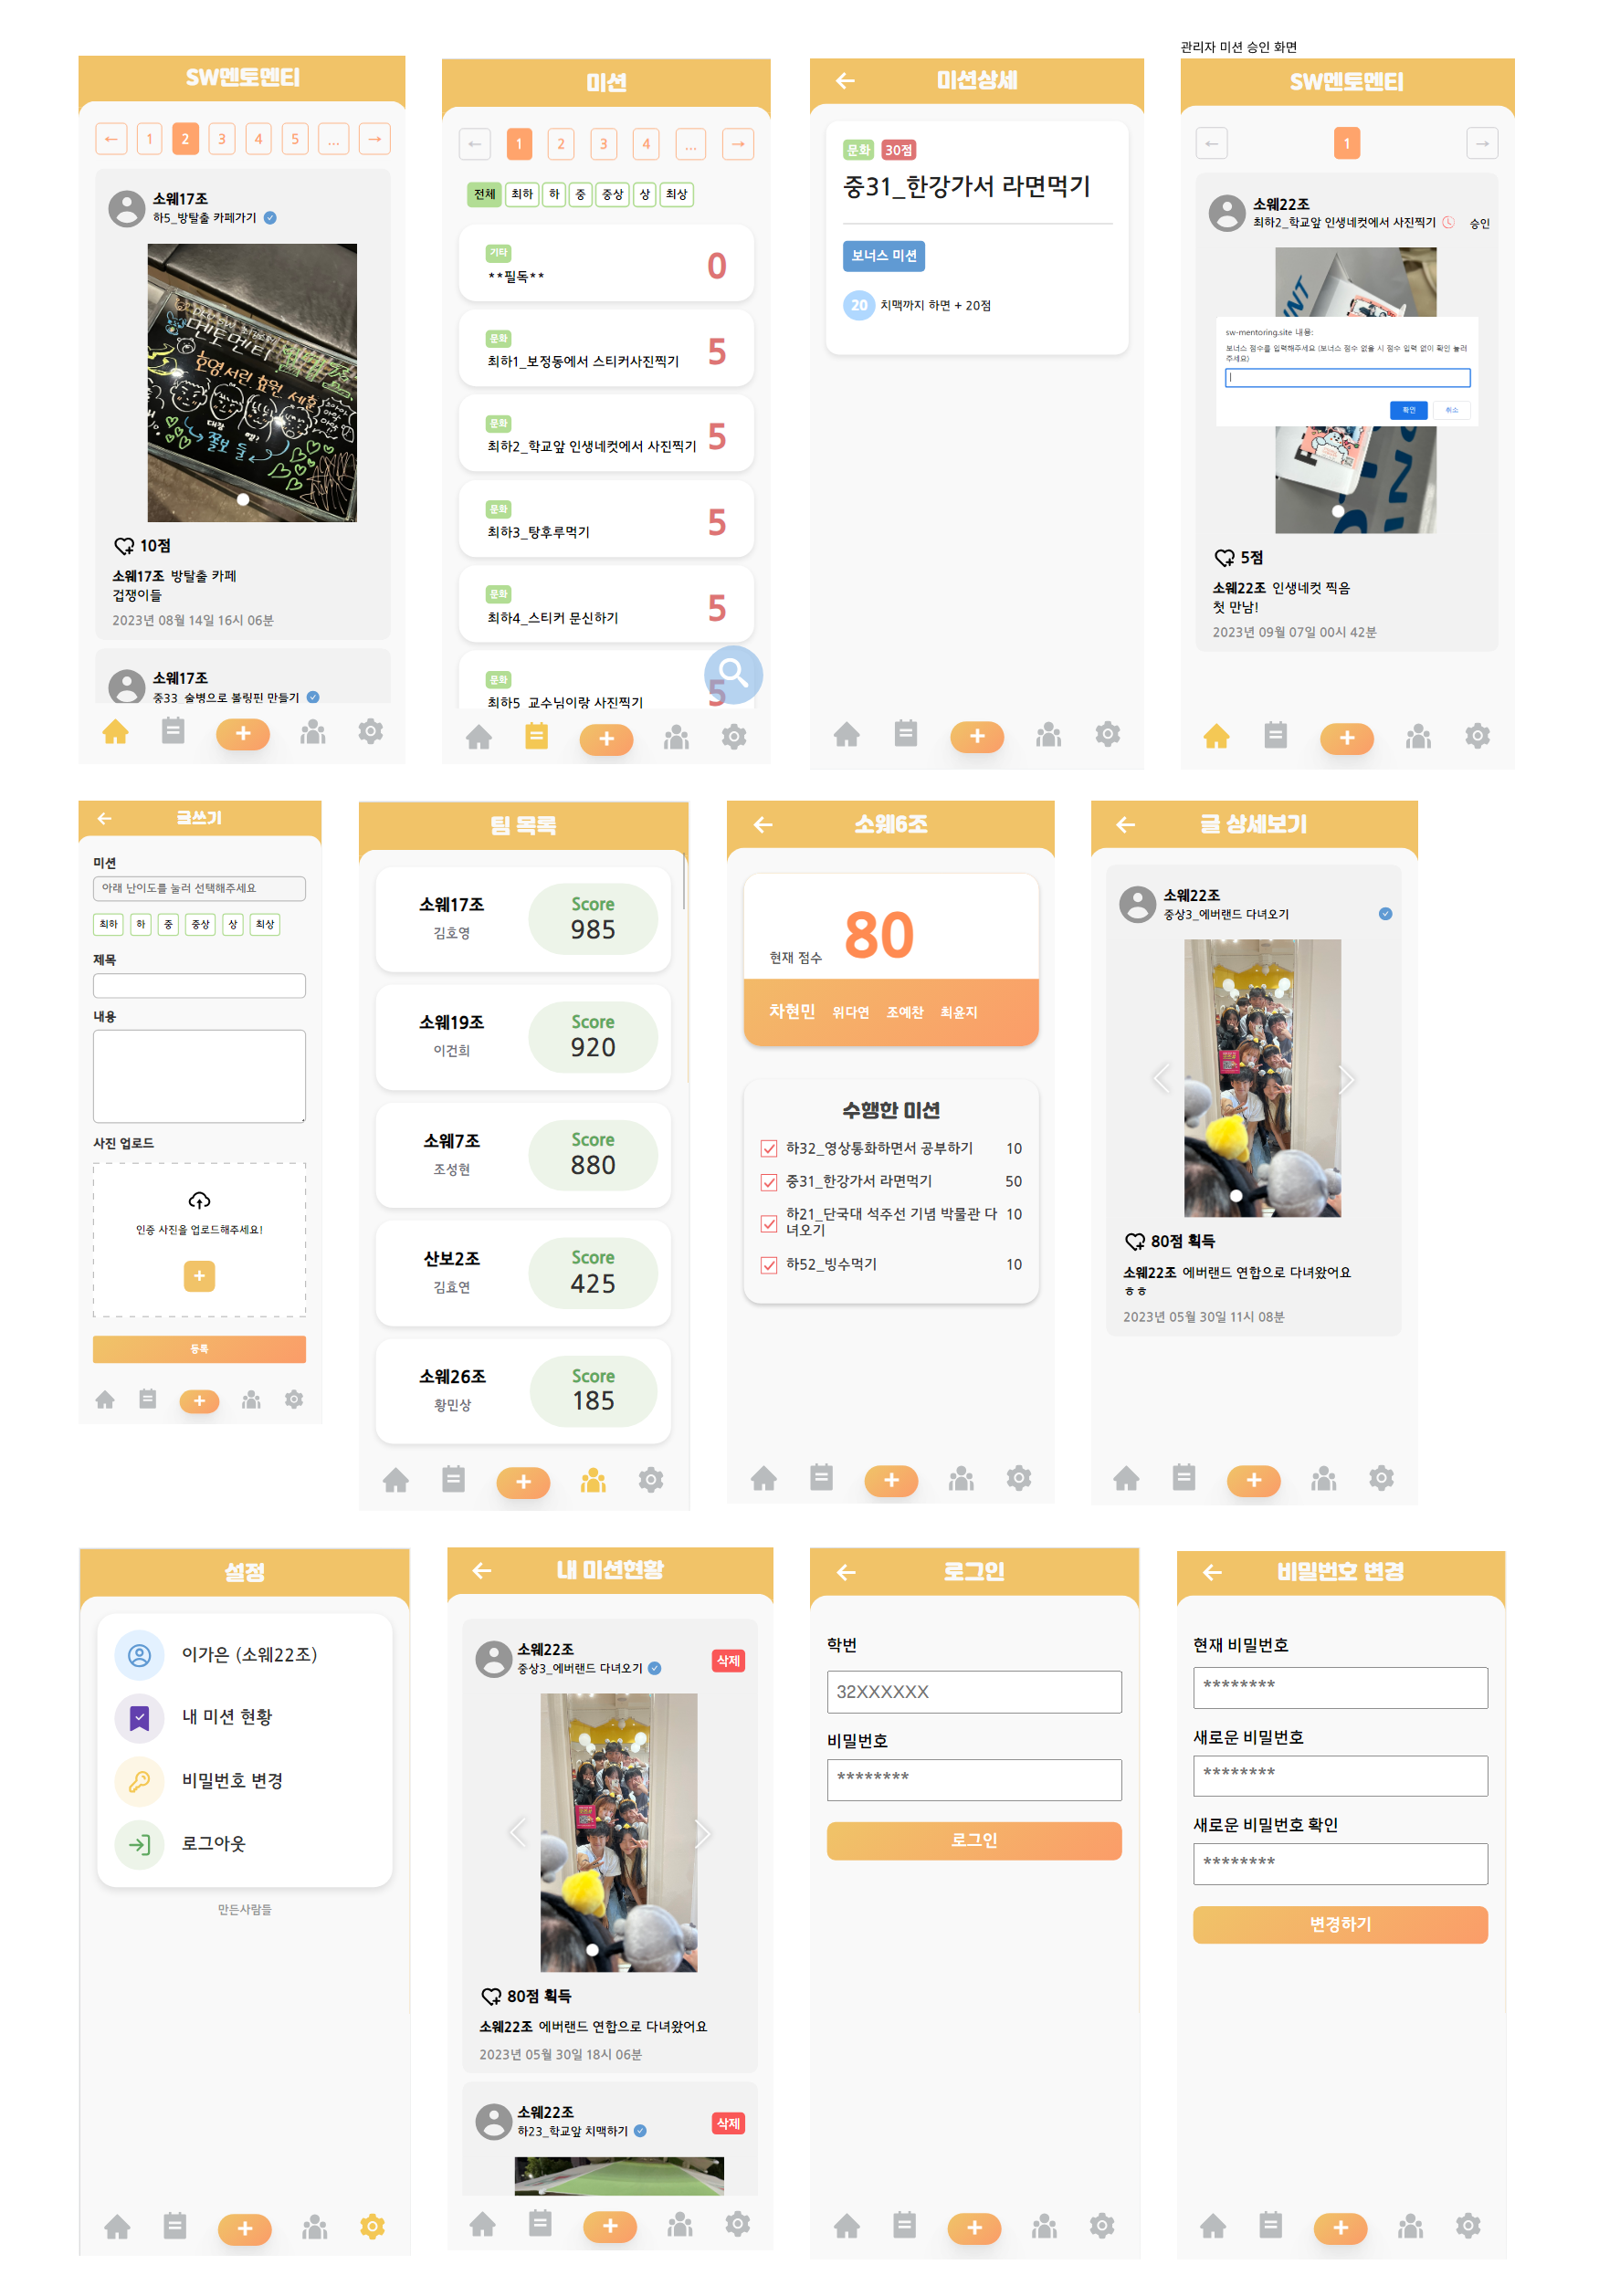 관리자 미션 승인 화면
SW멘토멘티
← 1 2 3 4 5 ... →
소웨17조
하5_방탈출 카페가기
멘토멘티
호영 서린 효원 세훈
10점
소웨17조 방탈출 카페
겁쟁이들
2023년 08월 14일 16시 06분
소웨17조
중33_술병으로 볼링핀 만들기
미션
← 1 2 3 4 ... →
전체 최하 하 중 중상 상 최상
기타
**필독** 0
문화
최하1_보정동에서 스티커사진찍기 5
문화
최하2_학교앞 인생네컷에서 사진찍기 5
문화
최하3_탕후루먹기 5
문화
최하4_스티커 문신하기 5
문화
최하5_교수님이랑 사진찍기 5
미션상세
문화 30점
중31_한강가서 라면먹기
보너스 미션
20 치맥까지 하면 + 20점
SW멘토멘티
← 1 →
소웨22조
최하2_학교앞 인생네컷에서 사진찍기 승인
sw-mentoring.site 내용:
보너스 점수를 입력해주세요 (보너스 점수 없을 시 점수 입력 없이 확인 눌러
주세요)
확인 취소
5점
소웨22조 인생네컷 찍음
첫 만남!
2023년 09월 07일 00시 42분
글쓰기
미션
아래 난이도를 눌러 선택해주세요
최하 하 중 중상 상 최상
제목
내용
사진 업로드
인증 사진을 업로드해주세요!
+
등록
팀 목록
소웨17조
김호영
Score
985
소웨19조
이건희
Score
920
소웨7조
조성현
Score
880
산보2조
김효연
Score
425
소웨26조
황민상
Score
185
소웨6조
현재 점수 80
차현민 위다연 조예찬 최윤지
수행한 미션
하32_영상통화하면서 공부하기 10
중31_한강가서 라면먹기 50
하21_단국대 석주선 기념 박물관 다 10
녀오기
하52_빙수먹기 10
글 상세보기
소웨22조
중상3_에버랜드 다녀오기
80점 획득
소웨22조 에버랜드 연합으로 다녀왔어요
ㅎㅎ
2023년 05월 30일 11시 08분
설정
이가은 (소웨22조)
내 미션 현황
비밀번호 변경
로그아웃
만든사람들
내 미션현황
소웨22조
중상3_에버랜드 다녀오기
삭제
80점 획득
소웨22조 에버랜드 연합으로 다녀왔어요
2023년 05월 30일 18시 06분
소웨22조
하23_학교앞 치맥하기
삭제
로그인
학번
32XXXXXX
비밀번호
********
로그인
비밀번호 변경
현재 비밀번호
********
새로운 비밀번호
********
새로운 비밀번호 확인
********
변경하기